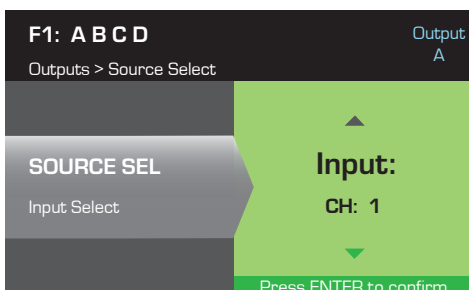 F1: A B C D
Output
A
Outputs > Source Select
SOURCE SEL
Input Select
Input:
CH: 1
Press ENTER to confirm